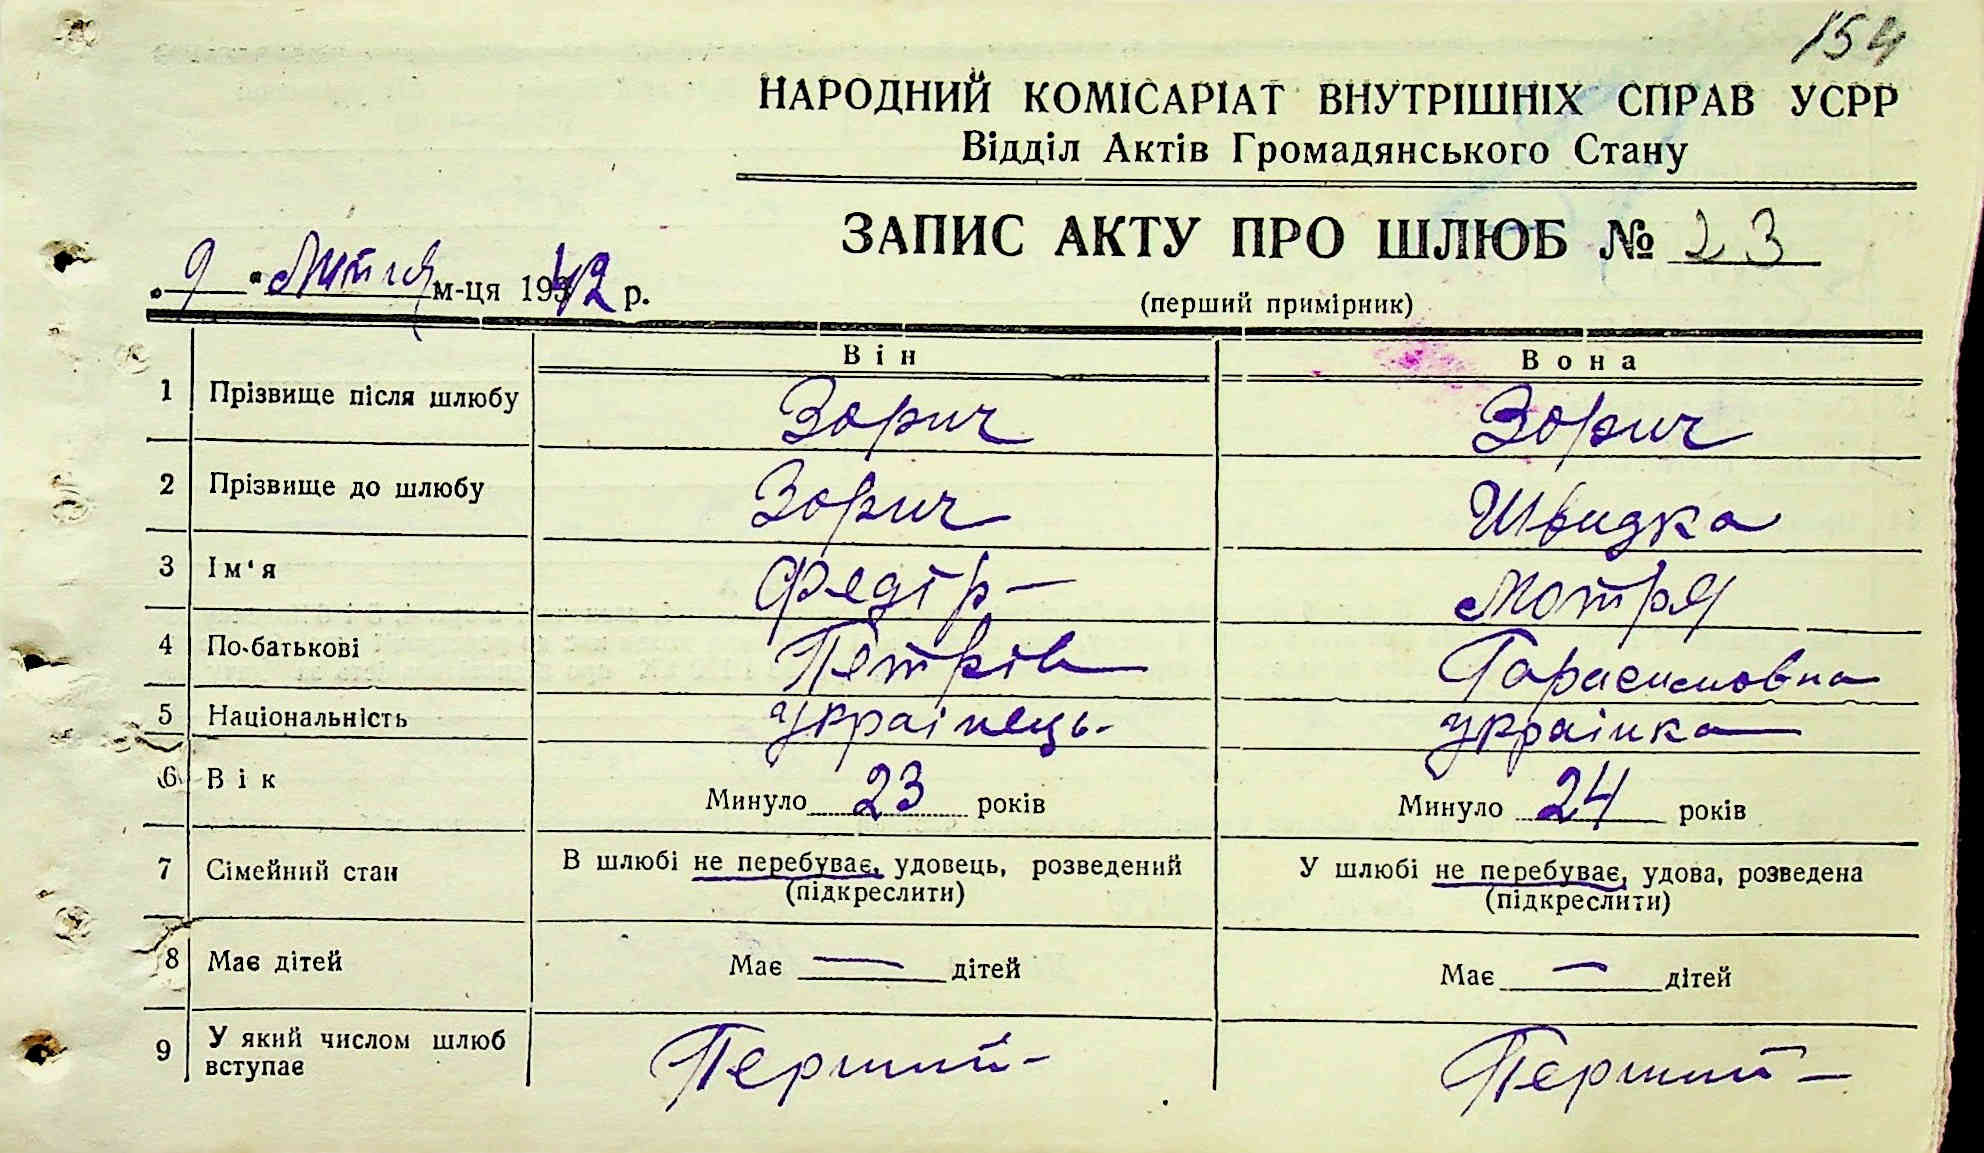 154
НАРОДНИЙ КОМІСАРІАТ ВНУТРІШНІХ СПРАВ УСРР
Відділ Актів Громадянського Стану
ЗАПИС АКТУ ПРО ШЛЮБ № 23
(перший примірник)
„9 “ Лютня м-ця 1942 р.
Він Вона
1 Прізвище після шлюбу Зорич Зорич
2 Прізвище до шлюбу Зорич Швидка
3 Ім‘я Федір Мотря
4 По-батькові Петрів Гарасимовна
5 Національність українець українка
6 Вік Минуло 23 років Минуло 24 років
7 Сімейний стан В шлюбі не перебуває, удовець, розведений У шлюбі не перебуває, удова, розведена
(підкреслити) (підкреслити)
8 Має дітей Має — дітей Має — дітей
9 У який числом шлюб вступає Перший Перший